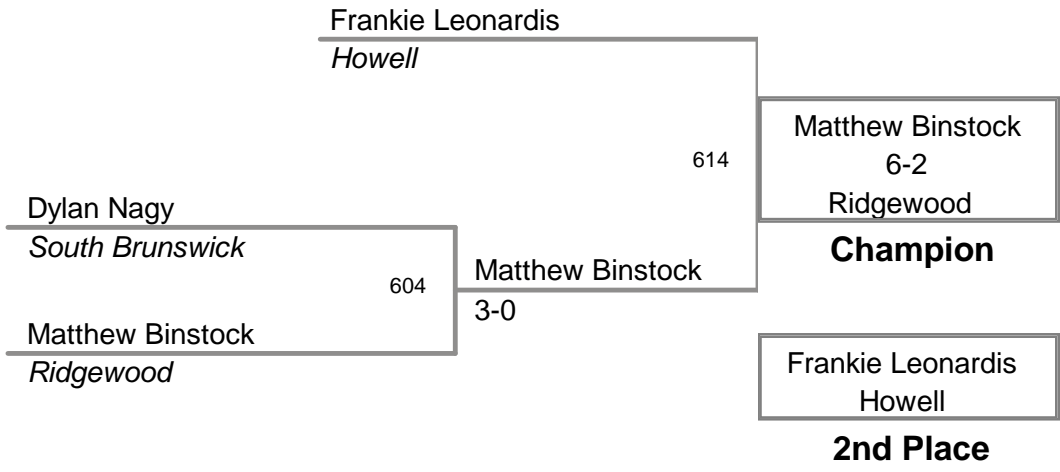 Frankie Leonardis
Howell
614
Matthew Binstock
6-2
Ridgewood
Champion
Dylan Nagy
South Brunswick
604
Matthew Binstock
3-0
Matthew Binstock
Ridgewood
Frankie Leonardis
Howell
2nd Place